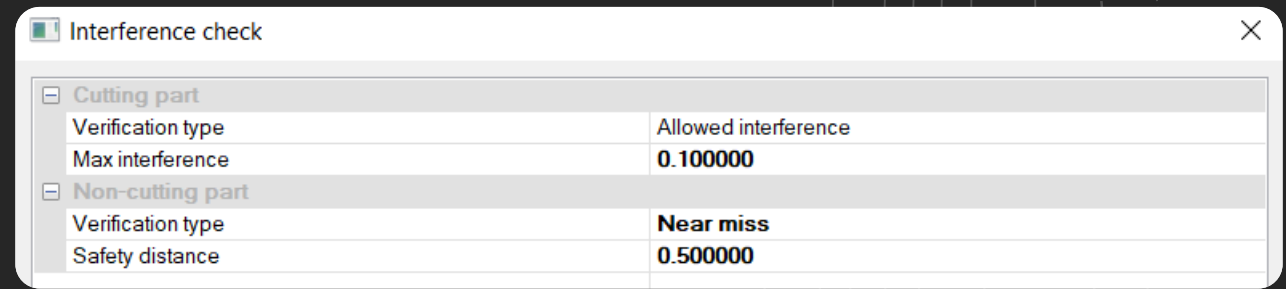 Interference check
Cutting part
Verification type Allowed interference
Max interference 0.100000
Non-cutting part
Verification type Near miss
Safety distance 0.500000